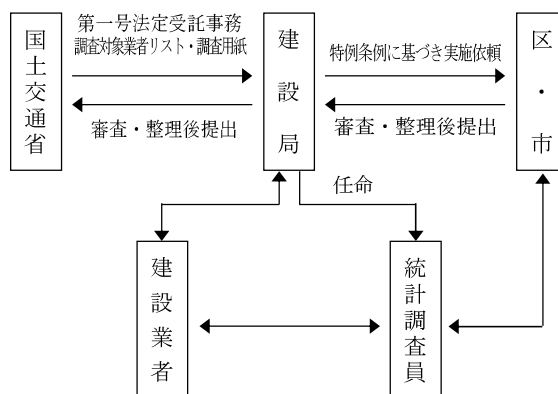 国土交通省
第一号法定受託事務
調査対象業者リスト・調査用紙
審査・整理後提出
建設局
特例条例に基づき実施依頼
審査・整理後提出
区・市
任命
建設業者
統計調査員